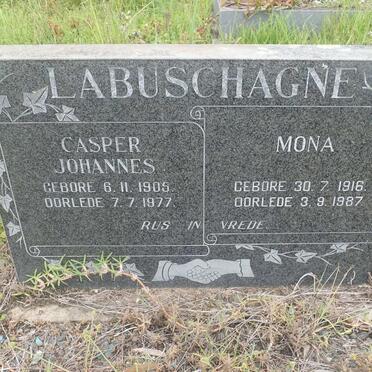 LABUSCHAGNE
CASPER
JOHANNES
GEBORE 6. 11. 1905.
OORLEDE 7. 7. 1977.
MONA
GEBORE 30. 7. 1916.
OORLEDE 3. 9. 1987.
RUS IN VREDE